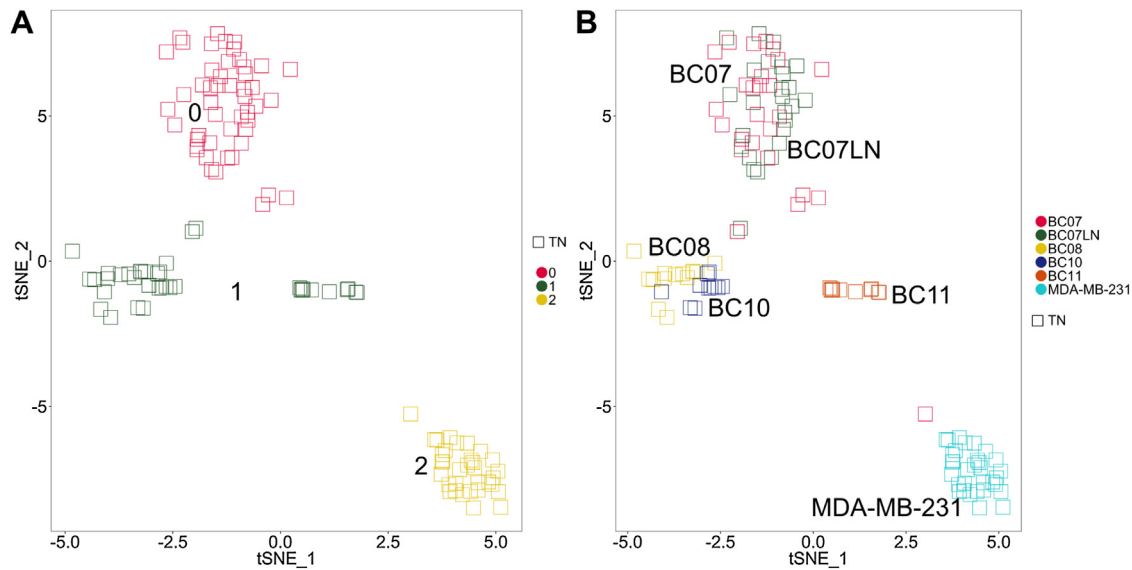 A
0
1
2
5
0
-5
tSNE_2
-5.0
-2.5
0.0
2.5
5.0
tSNE_1
TN
0
1
2
B
BC07
BC07LN
BC08
BC10
BC11
MDA-MB-231
5
0
-5
tSNE_2
-5.0
-2.5
0.0
2.5
5.0
tSNE_1
BC07
BC07LN
BC08
BC10
BC11
MDA-MB-231
TN